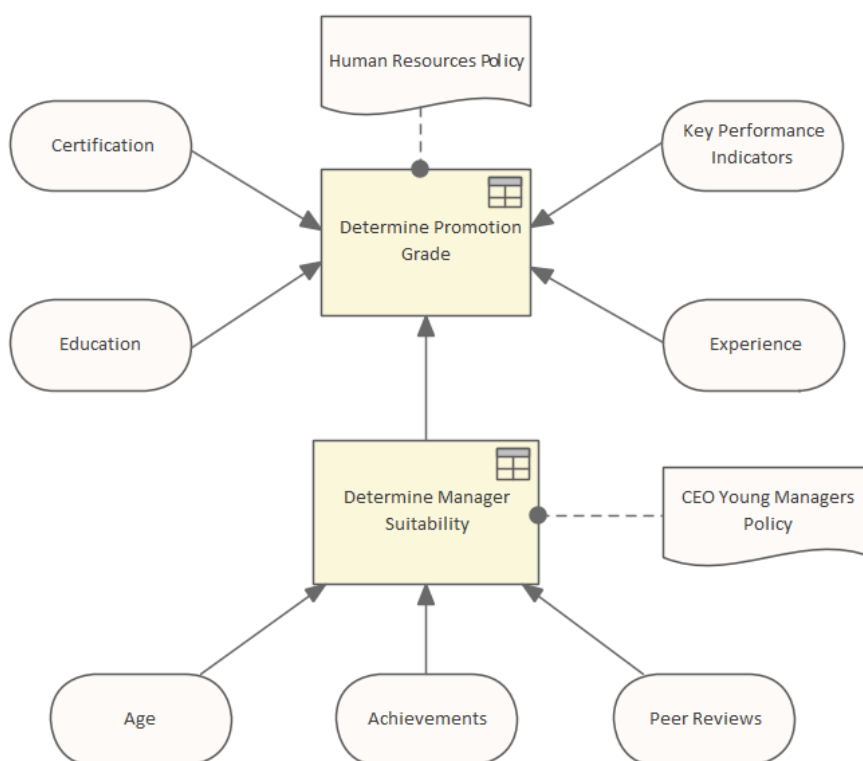 Human Resources Policy
Certification
Key Performance
Indicators
Determine Promotion
Grade
Education
Experience
Determine Manager
Suitability
CEO Young Managers
Policy
Age
Achievements
Peer Reviews